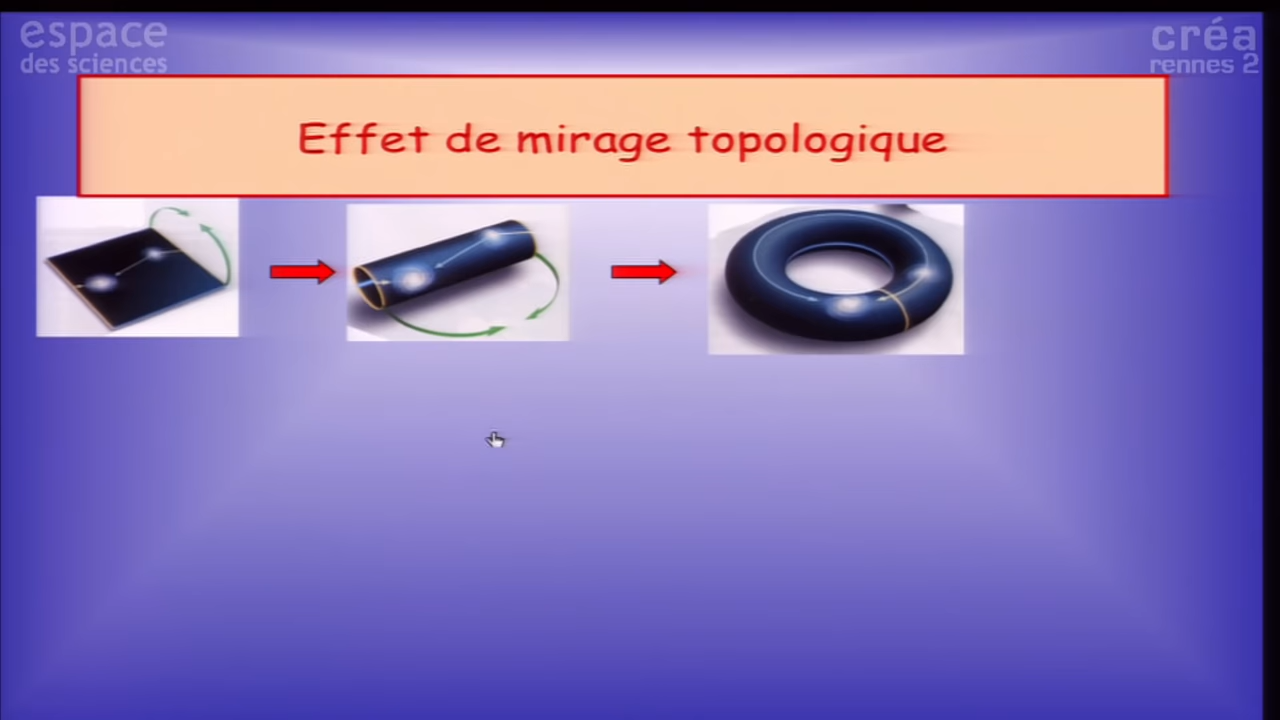 espace
des sciences
créa
rennes 2
Effet de mirage topologique